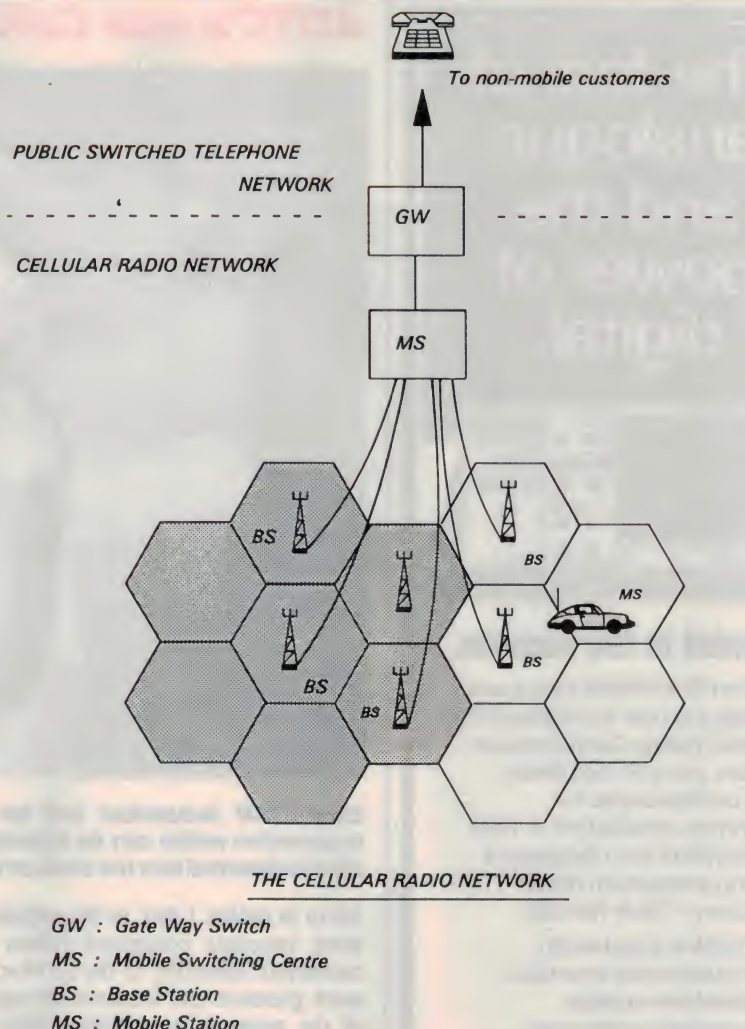 To non-mobile customers
PUBLIC SWITCHED TELEPHONE
NETWORK
GW
CELLULAR RADIO NETWORK
MS
BS
BS
MS
BS
BS
BS
THE CELLULAR RADIO NETWORK
GW : Gate Way Switch
MS : Mobile Switching Centre
BS : Base Station
MS : Mobile Station